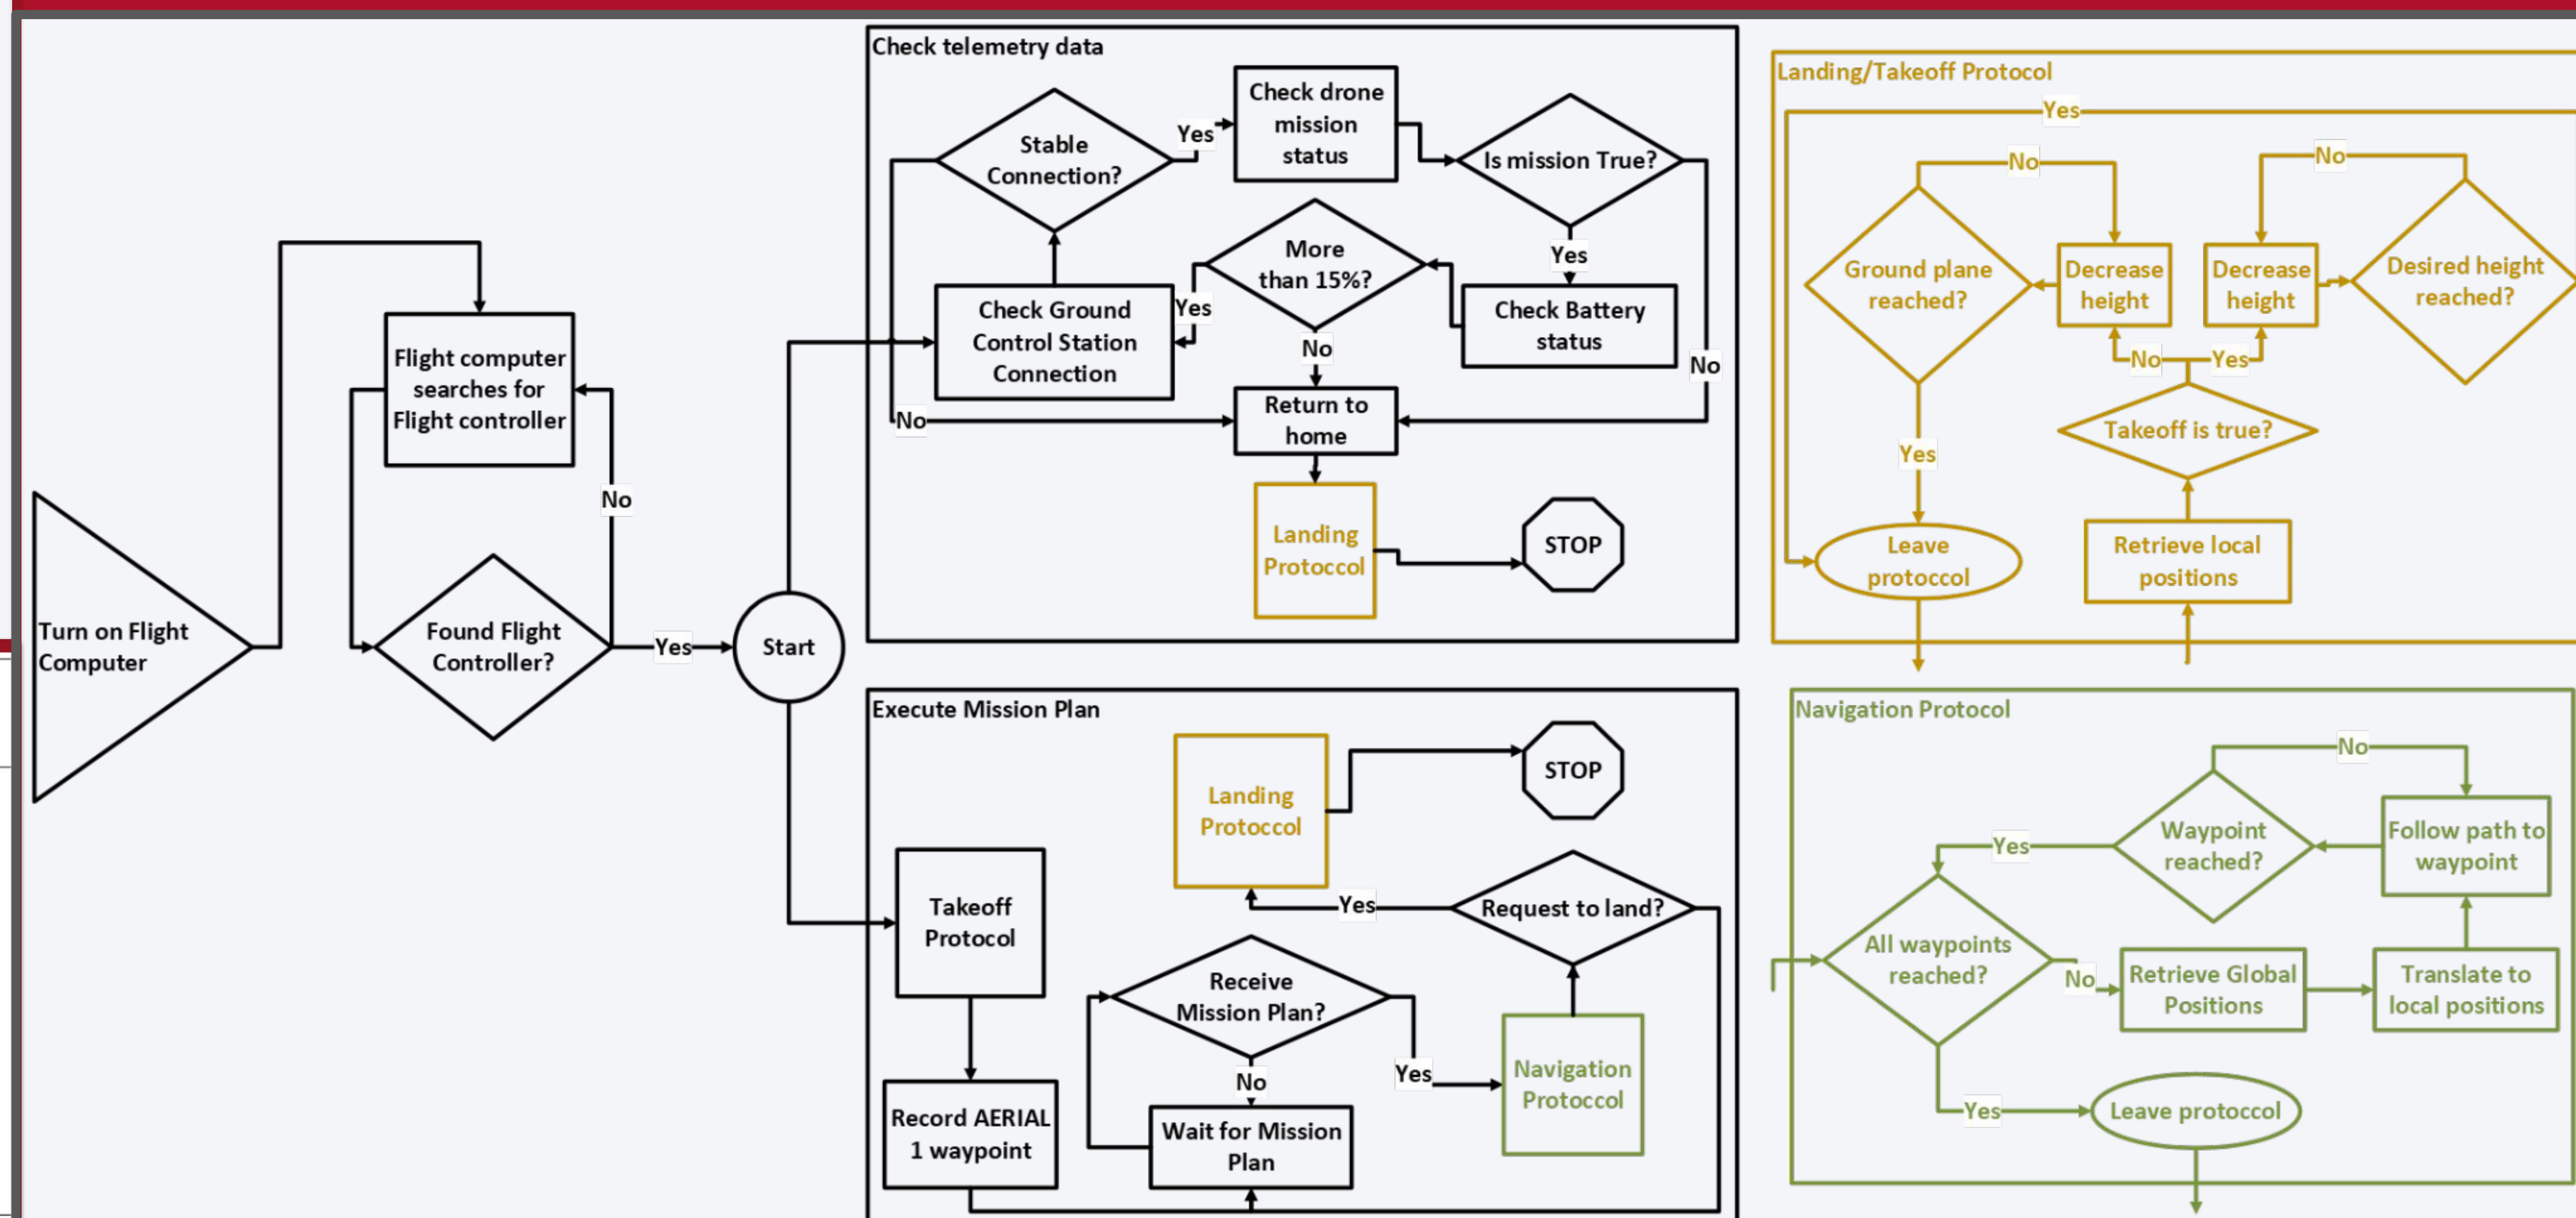 Check telemetry data
Stable
Connection?
Yes
Check drone
mission
status
Is mission True?
More
than 15%?
Yes
Yes
Check Ground
Control Station
Connection
Check Battery
status
No
No
No
Return to
home
Landing
Protoccol
STOP
Flight computer
searches for
Flight controller
No
Turn on Flight
Computer
Found Flight
Controller?
Yes
Start
Execute Mission Plan
Landing
Protoccol
STOP
Takeoff
Protocol
Yes
Request to land?
Receive
Mission Plan?
No
Yes
Navigation
Protoccol
Record AERIAL
1 waypoint
Wait for Mission
Plan
Landing/Takeoff Protocol
Yes
No
No
Ground plane
reached?
Decrease
height
Decrease
height
Desired height
reached?
No
Yes
Takeoff is true?
Yes
Leave
protoccol
Retrieve local
positions
Navigation Protocol
No
Waypoint
reached?
Follow path to
waypoint
Yes
All waypoints
reached?
No
Retrieve Global
Positions
Translate to
local positions
Yes
Leave protoccol